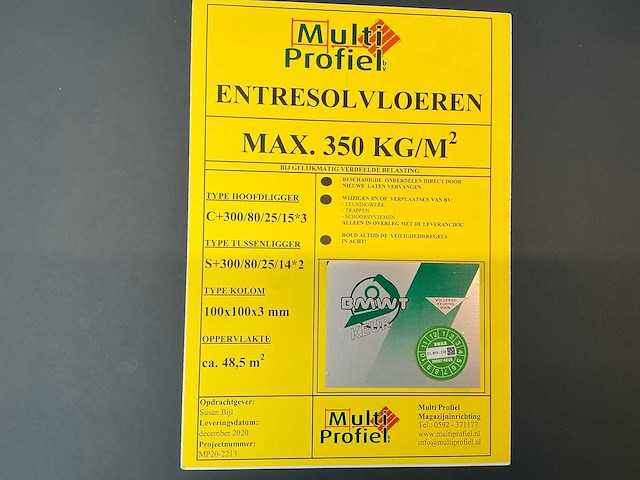 Multi
Profiel bv
ENTRESOLVLOEREN
MAX. 350 KG/M²
BIJ GELIJKMATIG VERDEELDE BELASTING
TYPE HOOFDLIGGER
C+300/80/25/15*3
TYPE TUSSENLIGGER
S+300/80/25/14*2
TYPE KOLOM
100x100x3 mm
OPPERVLAKTE
ca. 48,5 m²
BESCHADIGDE ONDERDELEN DIRECT DOOR
NIEUWE LATEN VERVANGEN
WIJZIGEN EN/OF VERPLAATSEN VAN BV:
- LEUNINGWERK
- TRAPPEN
- SCHOORSYSTEMEN
ALLEEN IN OVERLEG MET DE LEVERANCIER!
HOUD ALTIJD DE VEILIGHEIDSREGELS
IN ACHT!
BMWT
KEUR
VOLGENDE
KEURING
VOOR
Opdrachtgever:
Susan Bijl
Leveringsdatum:
december 2020
Projectnummer:
MP20-2213
Multi
Profiel bv
Multi Profiel
Magazijninrichting
Tel.: 0592 - 371177
www.multiprofiel.nl
info@multiprofiel.nl